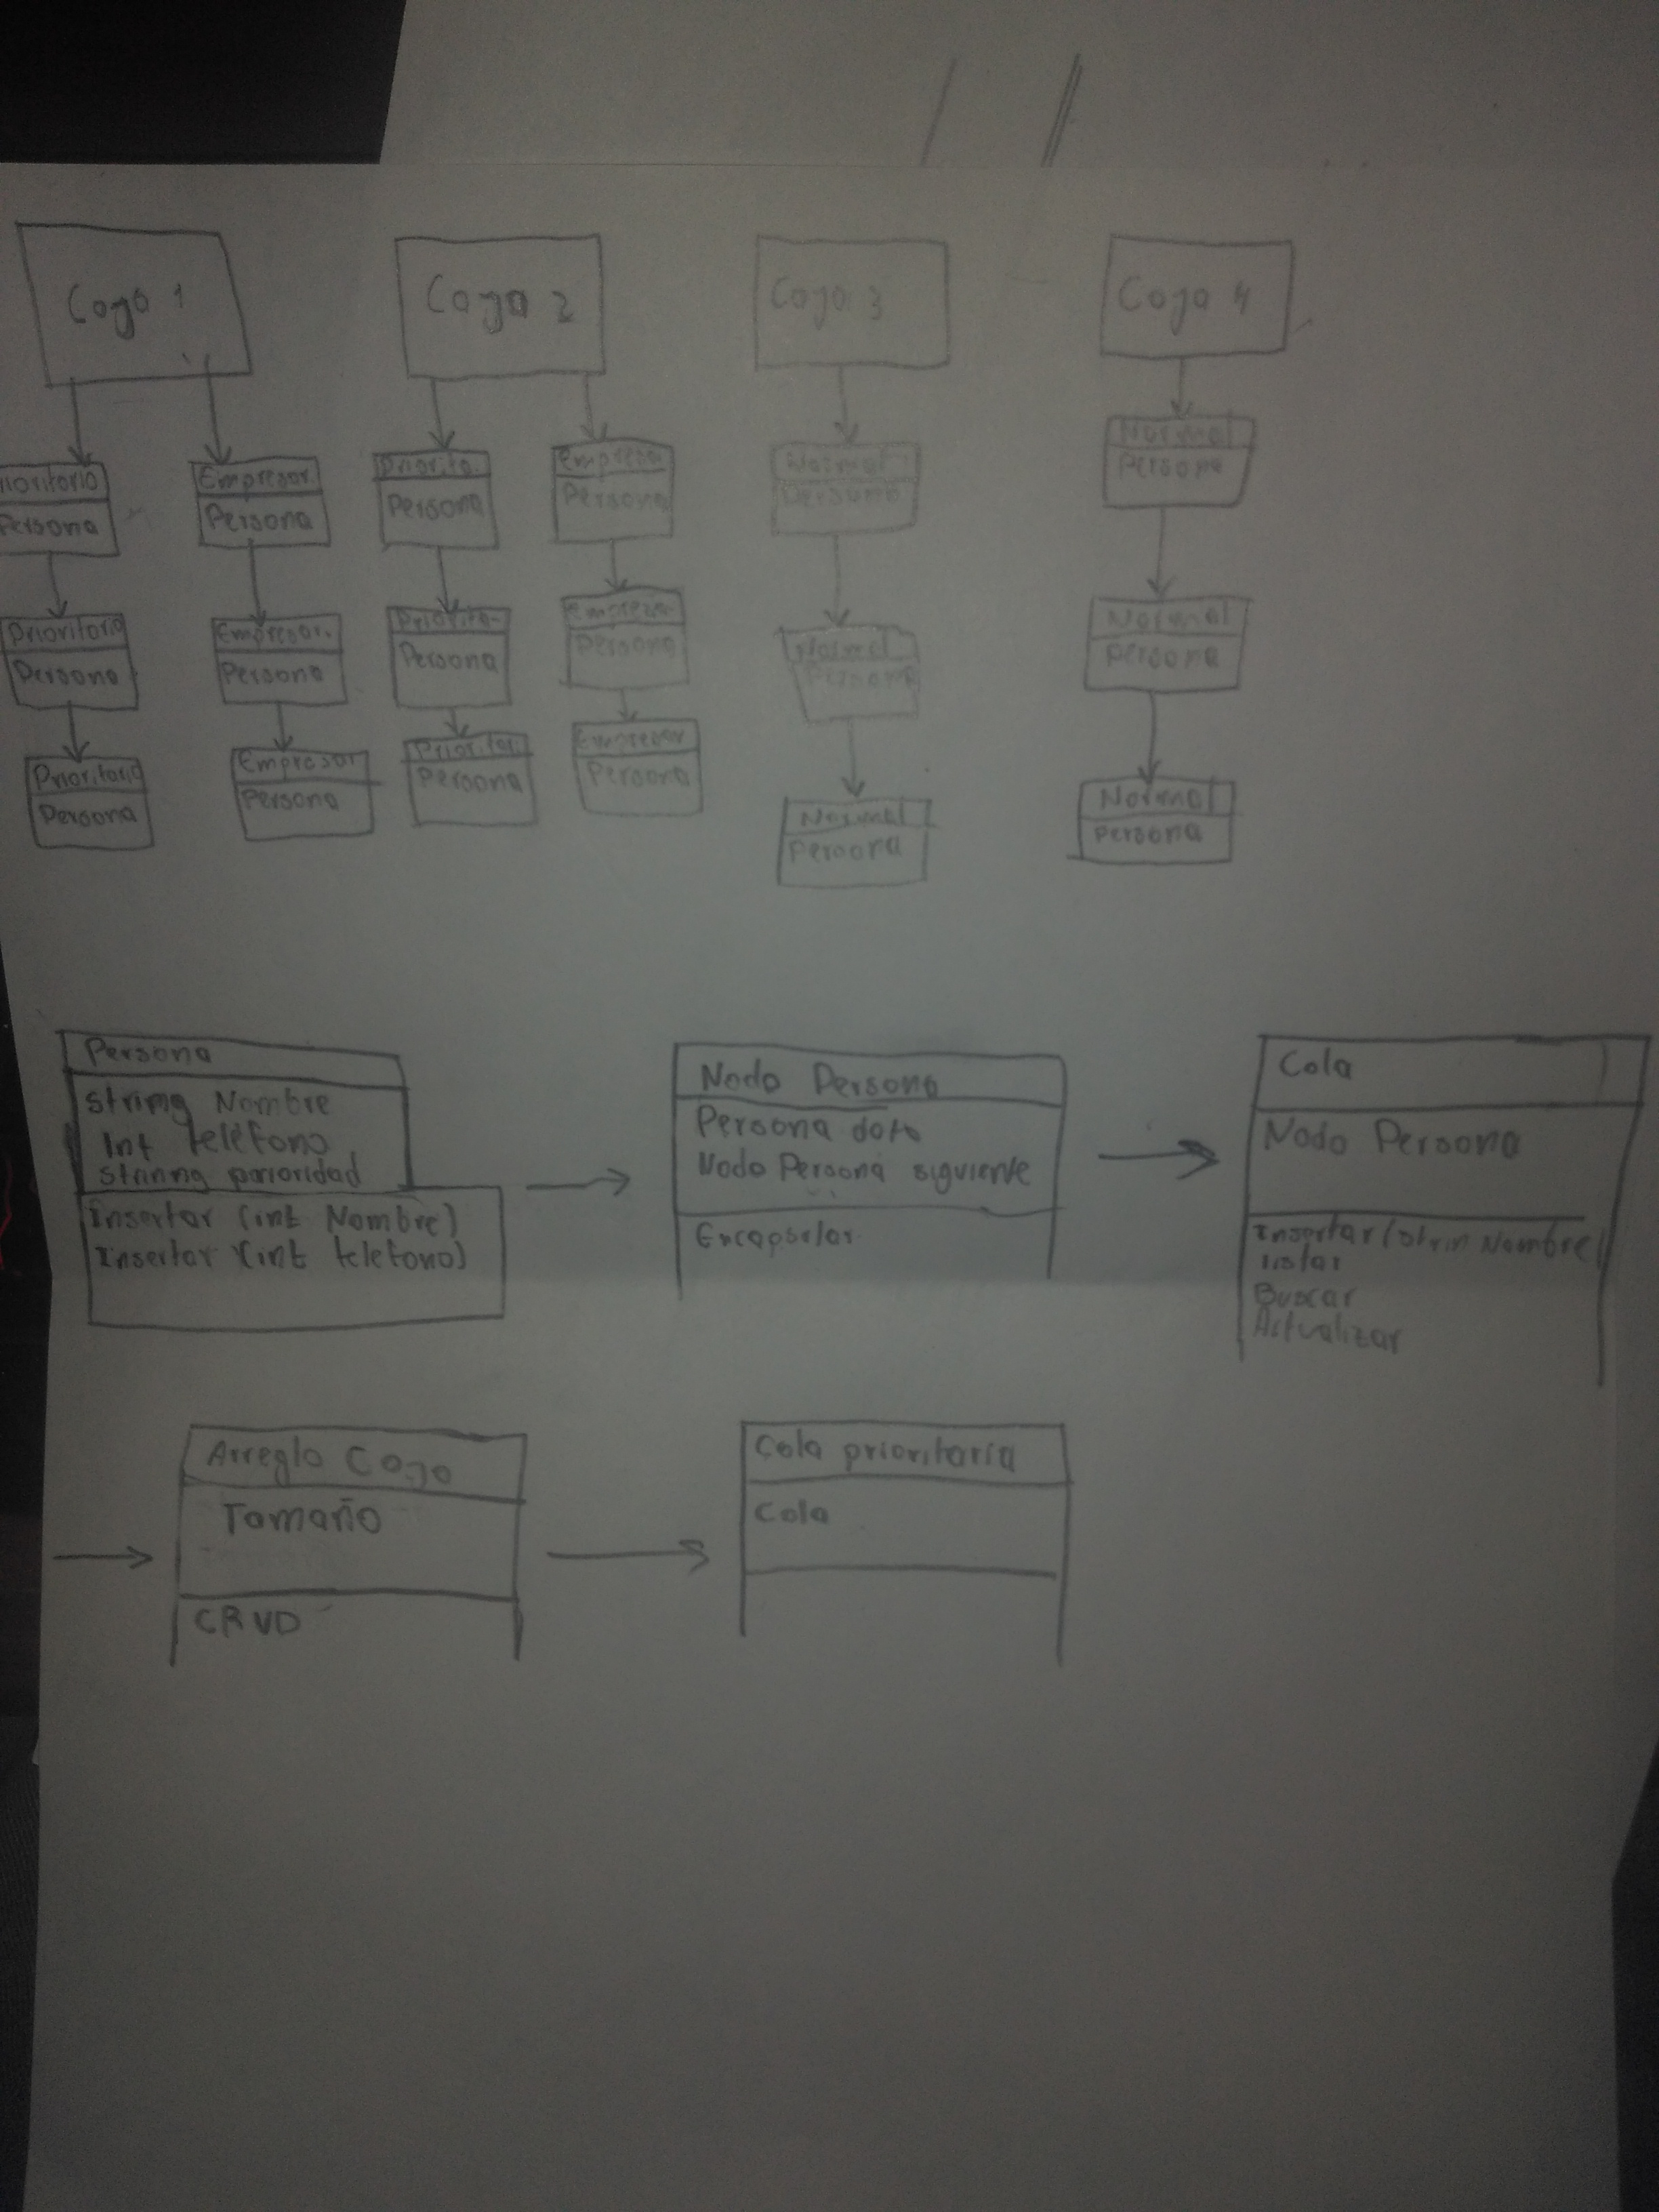 Caja 1
Caja 2
Caja 3
Caja 4
Prioritario
Persona
Prioritario
Persona
Prioritario
Persona
Empresar.
Persona
Empresar.
Persona
Empresar
Persona
Priorita.
Persona
Priorita-
Persona
Prioritar.
Persona
Empresar
Persona
Empresar
Persona
Empresar
Persona
Normal
Persona
Normal
Persona
Normal
Persona
Normal
Persona
Normal
Persona
Normal
Persona
Persona
String Nombre
Int teléfono
String parioridad
Insertar (int Nombre)
Insertar (int telefono)
Nodo Persona
Persona dato
Nodo Persona siguiente
Encapsular
Cola
Nodo Persona
Insertar (Strin Nombre)
Buscar
Actualizar
Arreglo Caja
Tamaño
CRUD
Cola prioritaria
Cola